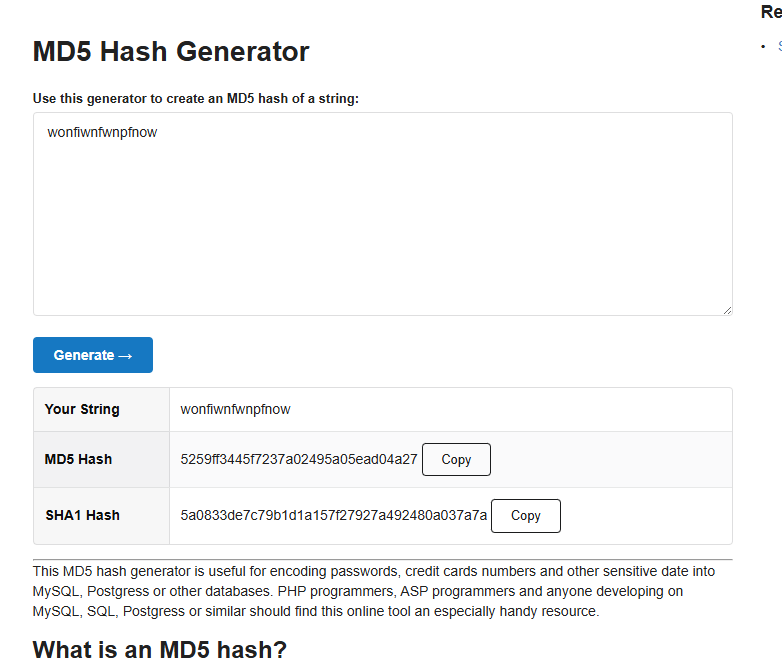 Re
MD5 Hash Generator
Use this generator to create an MD5 hash of a string:
wonfiwnfwnpfnow
Generate →
Your String wonfiwnfwnpfnow
MD5 Hash 5259ff3445f7237a02495a05ead04a27 Copy
SHA1 Hash 5a0833de7c79b1d1a157f27927a492480a037a7a Copy
This MD5 hash generator is useful for encoding passwords, credit cards numbers and other sensitive date into
MySQL, Postgress or other databases. PHP programmers, ASP programmers and anyone developing on
MySQL, SQL, Postgress or similar should find this online tool an especially handy resource.
What is an MD5 hash?